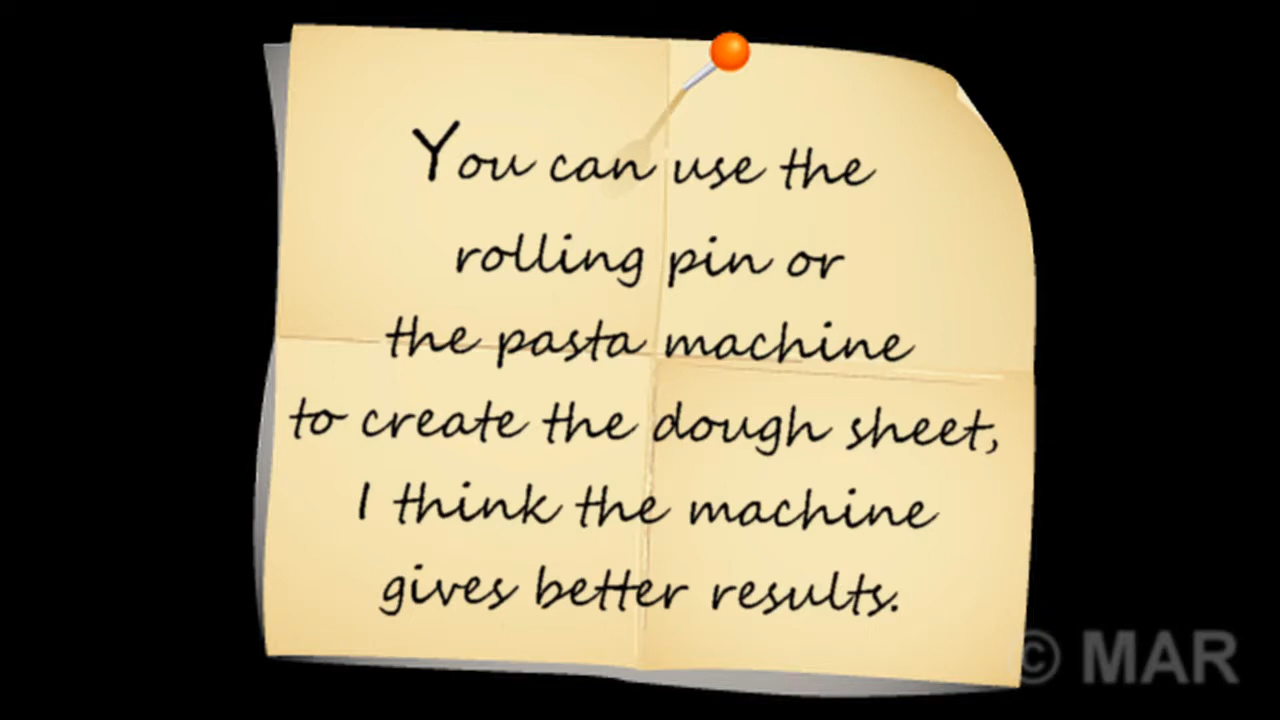 You can use the
rolling pin or
the pasta machine
to create the dough sheet,
I think the machine
gives better results.
© MAR